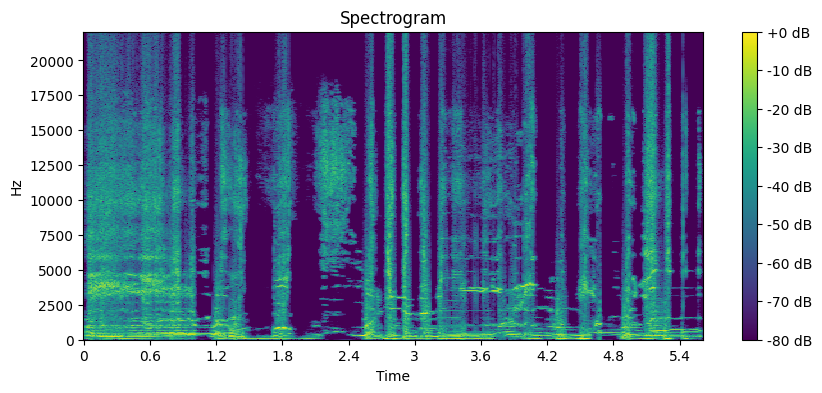 Spectrogram
20000
17500
15000
12500
10000
7500
5000
2500
0
Hz
0 0.6 1.2 1.8 2.4 3 3.6 4.2 4.8 5.4
Time
+0 dB
-10 dB
-20 dB
-30 dB
-40 dB
-50 dB
-60 dB
-70 dB
-80 dB